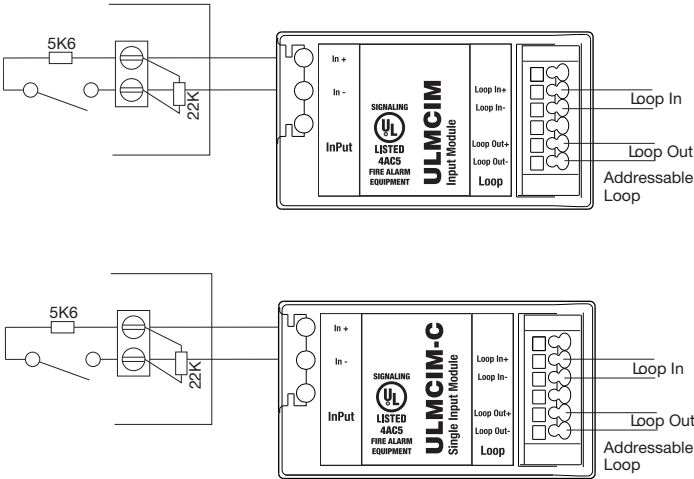 5K6
22K
In +
In -
InPut
SIGNALING
UL
LISTED
4AC5
FIRE ALARM
EQUIPMENT
ULMCIM
Input Module
Loop In+
Loop In-
Loop Out+
Loop Out-
Loop
Loop In
Loop Out
Addressable
Loop
5K6
22K
In +
In -
InPut
SIGNALING
UL
LISTED
4AC5
FIRE ALARM
EQUIPMENT
ULMCIM-C
Single Input Module
Loop In+
Loop In-
Loop Out+
Loop Out-
Loop
Loop In
Loop Out
Addressable
Loop